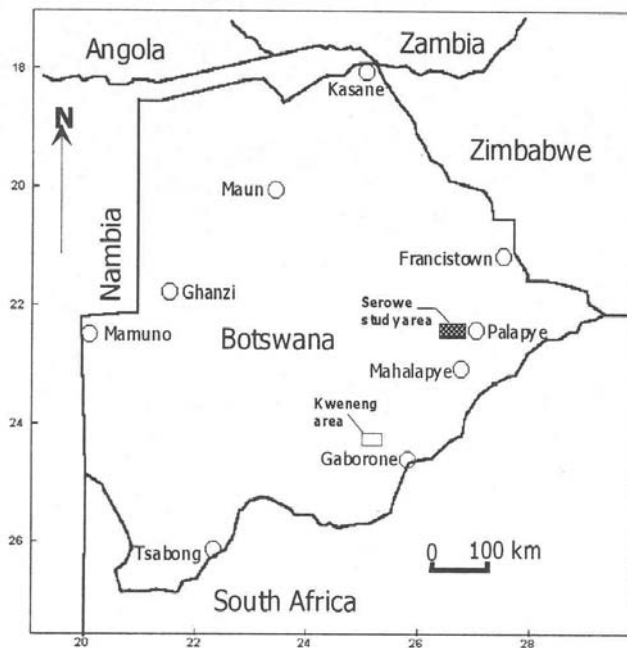 Angola
Zambia
18
Kasane
N
Zimbabwe
20
Maun
Nambia
Francistown
Ghanzi
22
Serowe
study area
Palapye
Mamuno
Botswana
Mahalapye
Kweneng
area
24
Gaborone
26
Tsabong
0 100 km
South Africa
20 22 24 26 28